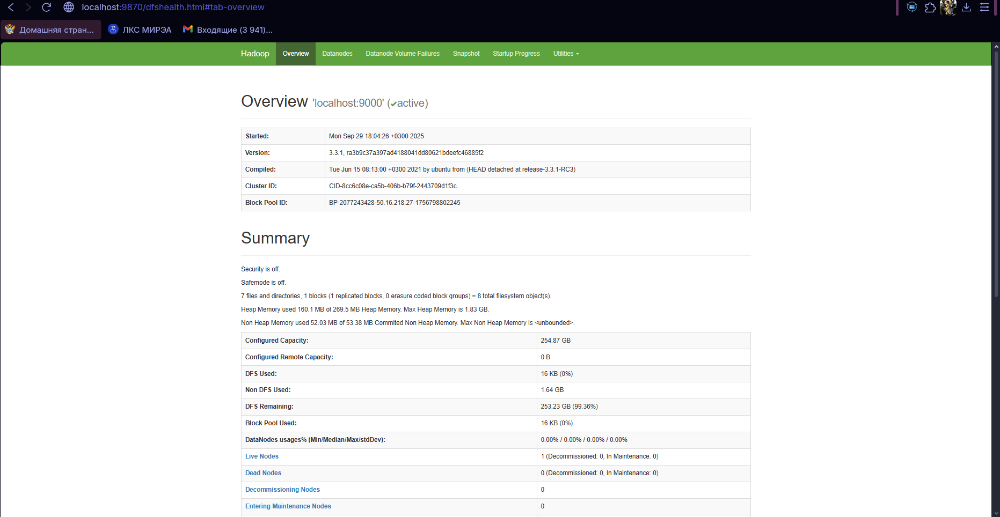 localhost:9870/dfshealth.html#tab-overview
Домашняя стран...
ЛКС МИРЭА
Входящие (3 941)...
Hadoop Overview Datanodes Datanode Volume Failures Snapshot Startup Progress Utilities
Overview 'localhost:9000' (✔active)
Started: Mon Sep 29 18:04:26 +0300 2025
Version: 3.3.1, ra3b9c37a397ad4188041dd80621bdeefc46885f2
Compiled: Tue Jun 15 08:13:00 +0300 2021 by ubuntu from (HEAD detached at release-3.3.1-RC3)
Cluster ID: CID-8cc6c08e-ca5b-406b-b79f-2443709d1f3c
Block Pool ID: BP-2077243428-50.16.218.27-1756798802245
Summary
Security is off.
Safemode is off.
7 files and directories, 1 blocks (1 replicated blocks, 0 erasure coded block groups) = 8 total filesystem object(s).
Heap Memory used 160.1 MB of 269.5 MB Heap Memory. Max Heap Memory is 1.83 GB.
Non Heap Memory used 52.03 MB of 53.38 MB Commited Non Heap Memory. Max Non Heap Memory is <unbounded>.
Configured Capacity: 254.87 GB
Configured Remote Capacity: 0 B
DFS Used: 16 KB (0%)
Non DFS Used: 1.64 GB
DFS Remaining: 253.23 GB (99.36%)
Block Pool Used: 16 KB (0%)
DataNodes usages% (Min/Median/Max/stdDev): 0.00% / 0.00% / 0.00% / 0.00%
Live Nodes 1 (Decommissioned: 0, In Maintenance: 0)
Dead Nodes 0 (Decommissioned: 0, In Maintenance: 0)
Decommissioning Nodes 0
Entering Maintenance Nodes 0